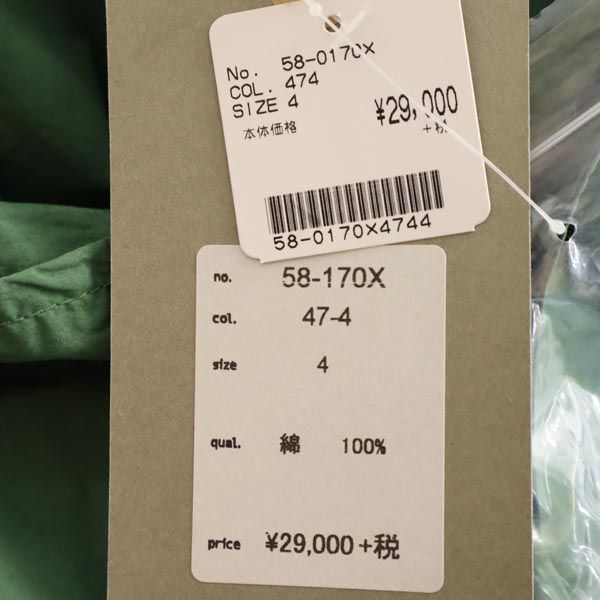 No. 58-0170X
COL. 474
SIZE 4
¥29,000
本体価格 +税
58-0170X4744
no. 58-170X
col. 47-4
size 4
qual. 綿 100%
price ¥29,000+税